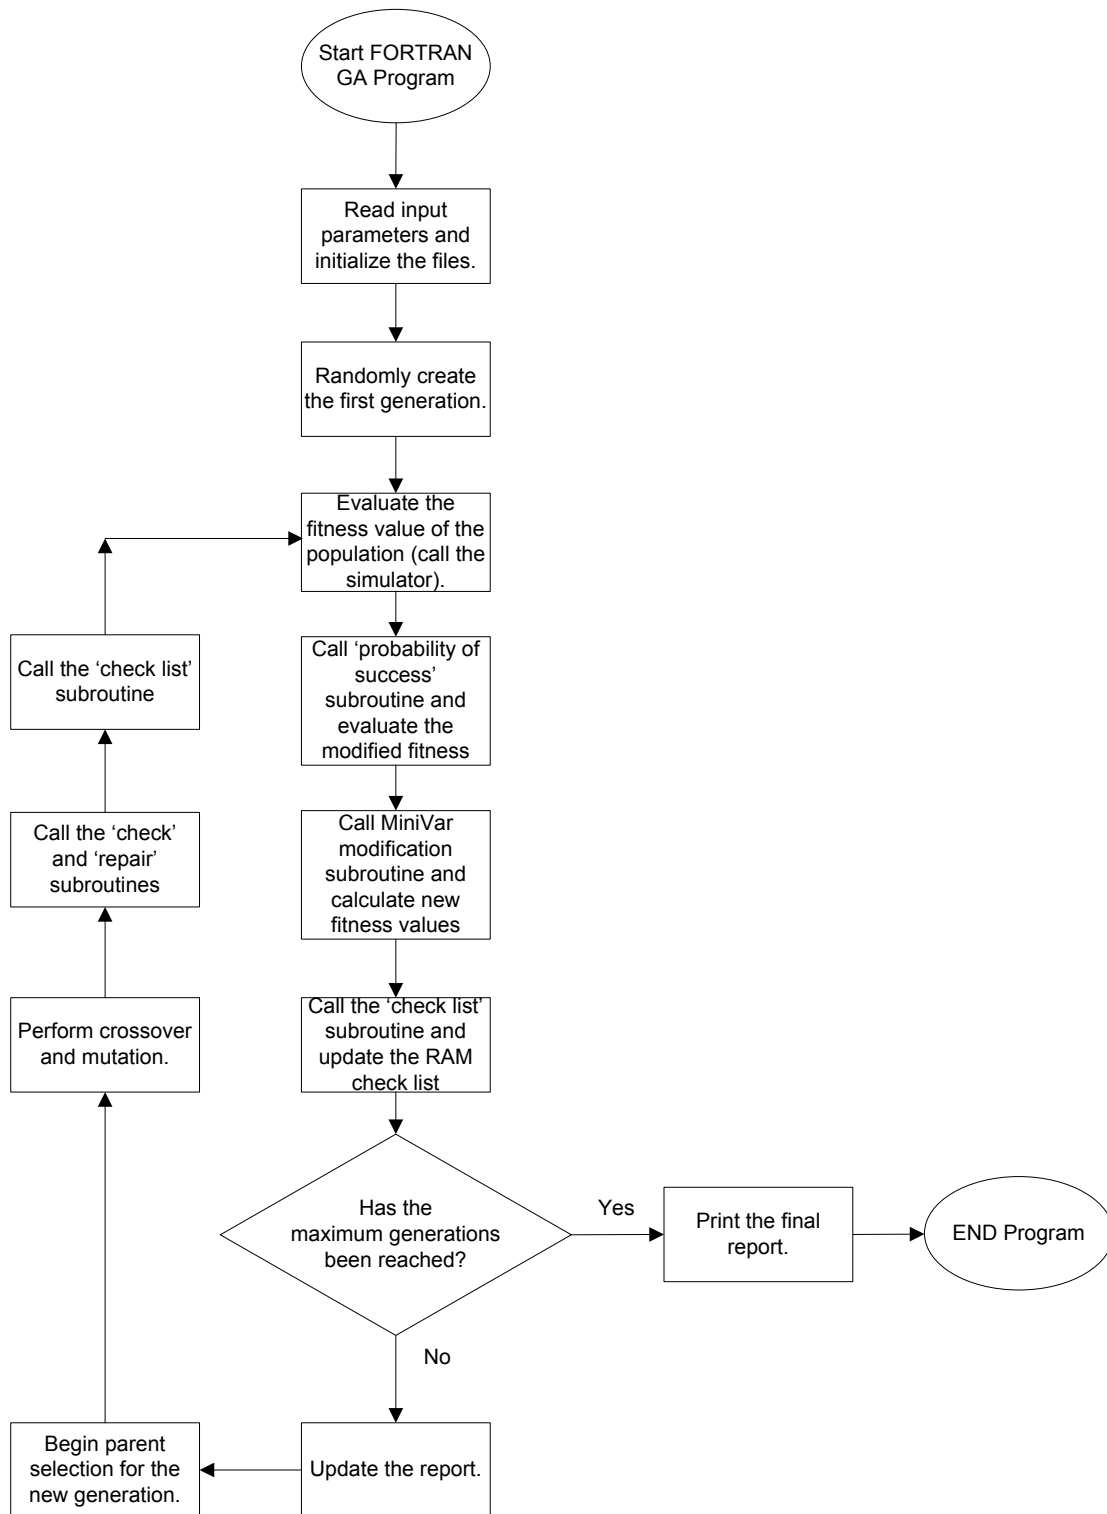 Start FORTRAN
GA Program
Read input
parameters and
initialize the files.
Randomly create
the first generation.
Evaluate the
fitness value of the
population (call the
simulator).
Call ‘probability of
success’
subroutine and
evaluate the
modified fitness
Call MiniVar
modification
subroutine and
calculate new
fitness values
Call the ‘check list’
subroutine and
update the RAM
check list
Has the
maximum generations
been reached?
Yes
Print the final
report.
END Program
No
Update the report.
Begin parent
selection for the
new generation.
Perform crossover
and mutation.
Call the ‘check’
and ‘repair’
subroutines
Call the ‘check list’
subroutine